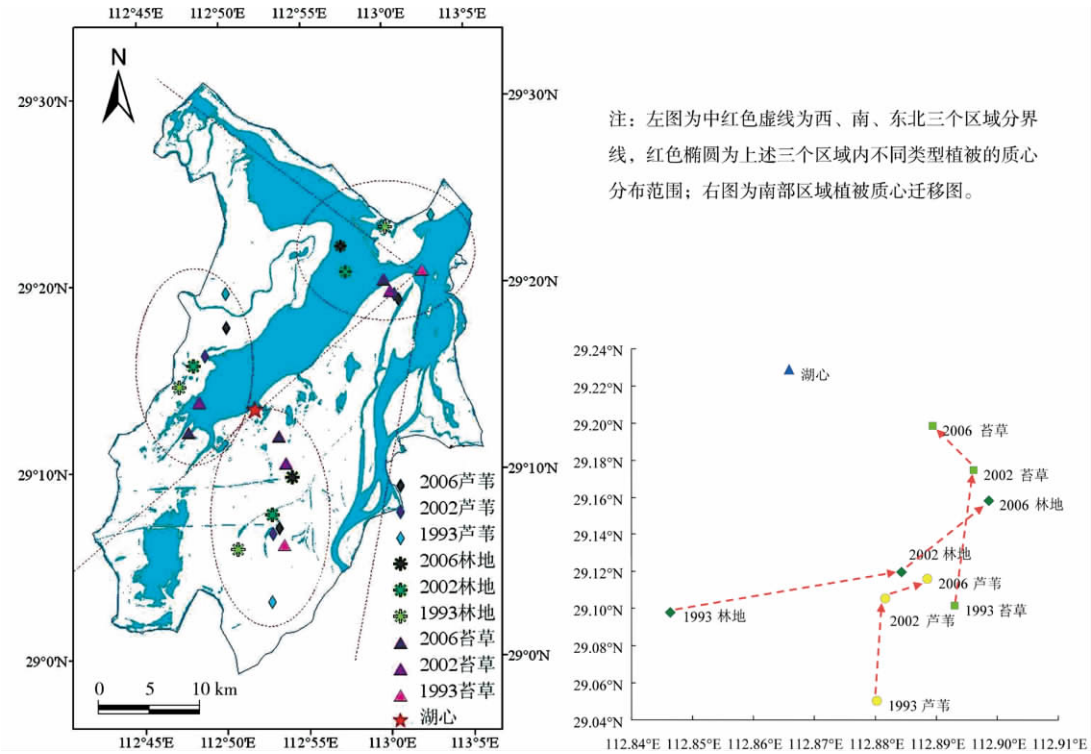 112°45'E 112°50'E 112°55'E 113°0'E 113°5'E
N
29°30'N
29°30'N
29°20'N
29°20'N
29°10'N
29°10'N
29°0'N
29°0'N
2006芦苇
2002芦苇
1993芦苇
2006林地
2002林地
1993林地
2006苔草
2002苔草
1993苔草
湖心
0 5 10 km
112°45'E 112°50'E 112°55'E 113°0'E 113°5'E
注：左图为中红色虚线为西、南、东北三个区域分界
线，红色椭圆为上述三个区域内不同类型植被的质心
分布范围；右图为南部区域植被质心迁移图。
29.24°N
29.22°N
29.20°N
29.18°N
29.16°N
29.14°N
29.12°N
29.10°N
29.08°N
29.06°N
29.04°N
湖心
2006 苔草
2002 苔草
2006 林地
2002 林地
2006 芦苇
1993 林地
2002 芦苇
1993 苔草
1993 芦苇
112.84°E 112.85°E 112.86°E 112.87°E 112.88°E 112.89°E 112.90°E 112.91°E